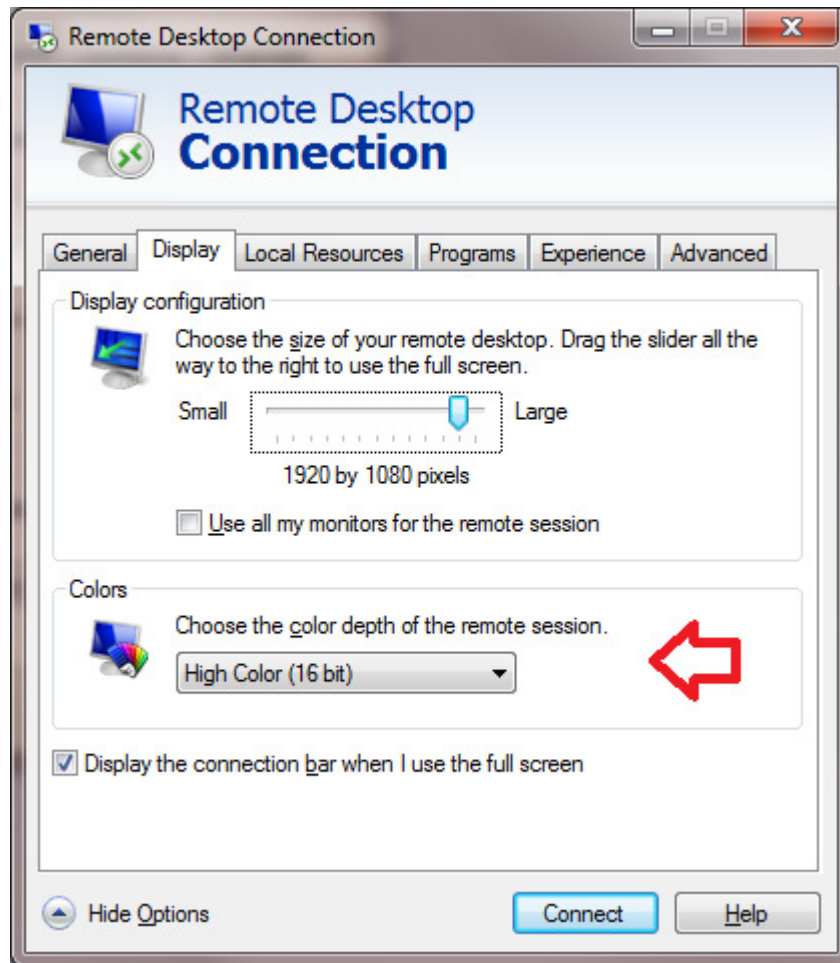 Remote Desktop Connection
Remote Desktop
Connection
General Display Local Resources Programs Experience Advanced
Display configuration
Choose the size of your remote desktop. Drag the slider all the
way to the right to use the full screen.
Small Large
1920 by 1080 pixels
Use all my monitors for the remote session
Colors
Choose the color depth of the remote session.
High Color (16 bit)
Display the connection bar when I use the full screen
Hide Options Connect Help